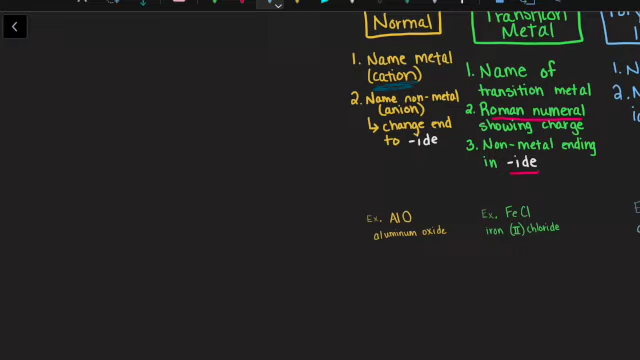 Normal
Transition
Metal
1. Name metal
(cation)
2. Name non-metal
(anion)
↳ change end
to -ide
1. Name of
transition metal
2. Roman numeral
showing charge
3. Non-metal ending
in -ide
1. N
2. N
Ex. AlO
aluminum oxide
Ex. FeCl
iron (II) chloride